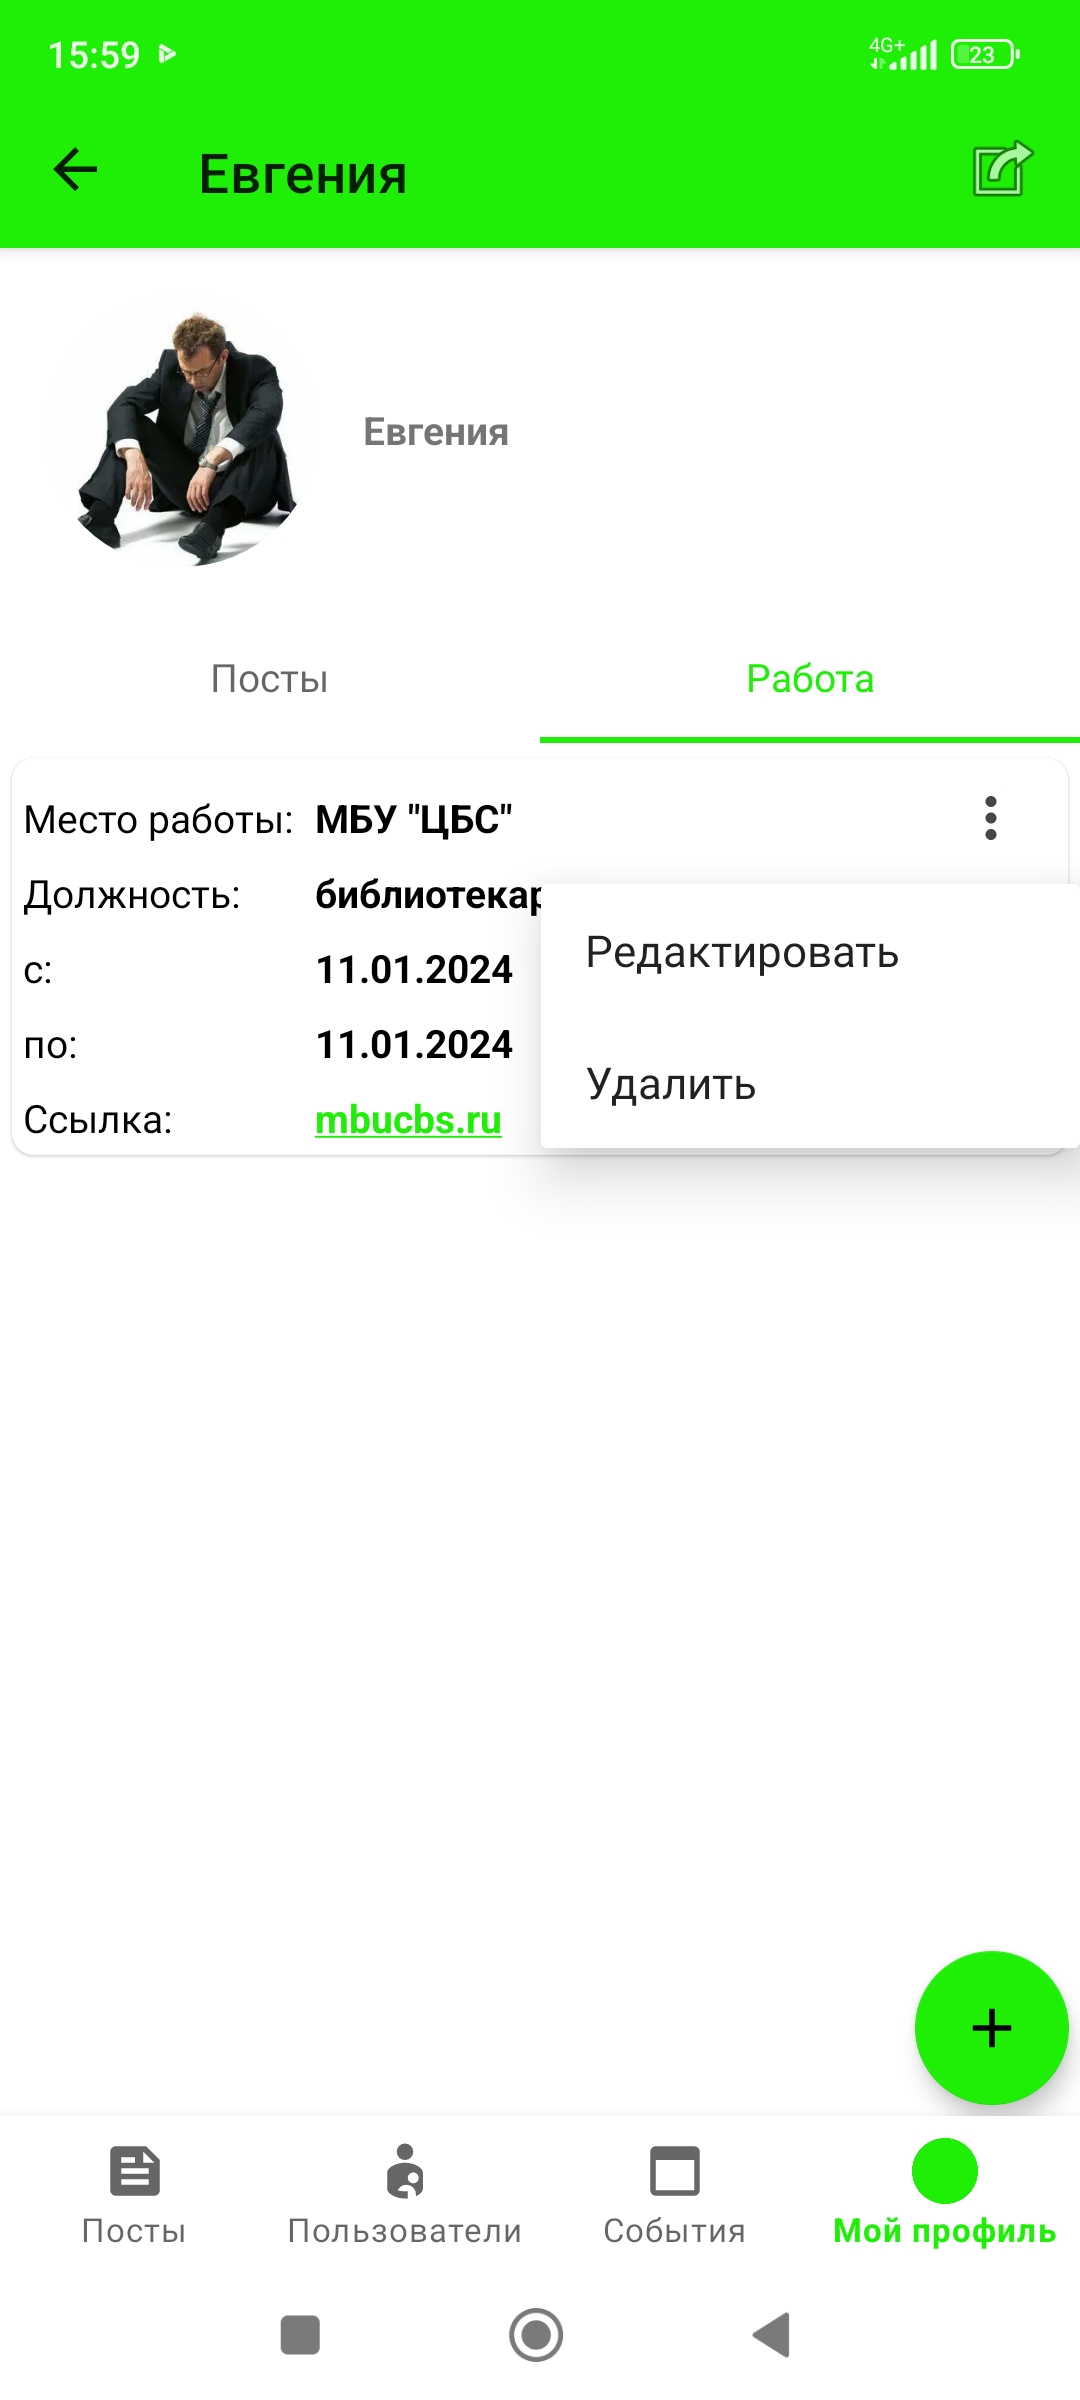 15:59
4G+
23
Евгения
Евгения
Посты
Работа
Место работы: МБУ "ЦБС"
Должность: библиотекар
с: 11.01.2024
по: 11.01.2024
Ссылка: mbucbs.ru
Редактировать
Удалить
Посты
Пользователи
События
Мой профиль